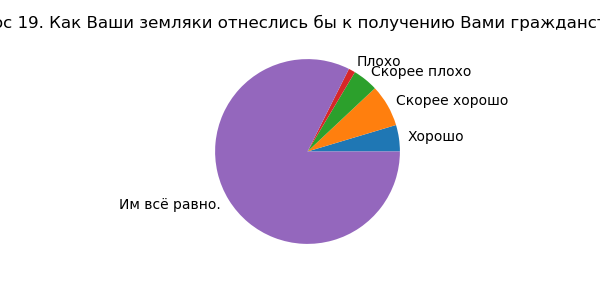 ос 19. Как Ваши земляки отнеслись бы к получению Вами гражданст
Плохо
Скорее плохо
Скорее хорошо
Хорошо
Им всё равно.